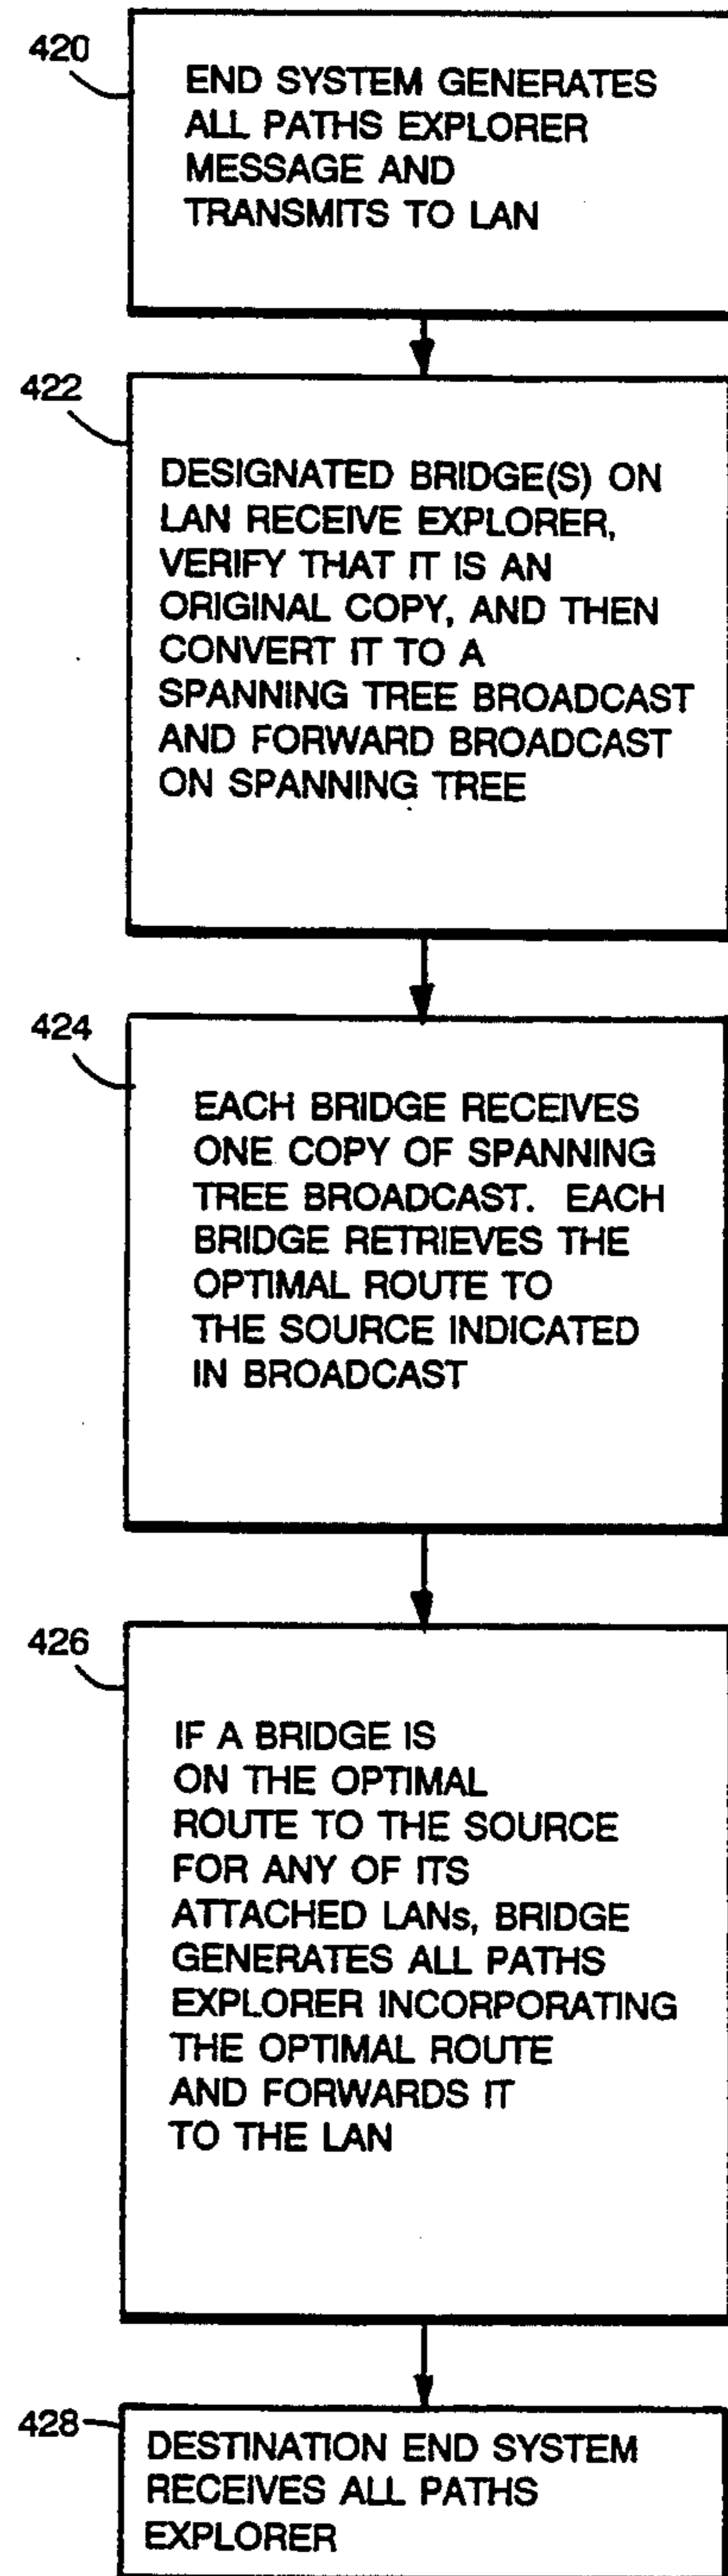 420
END SYSTEM GENERATES
ALL PATHS EXPLORER
MESSAGE AND
TRANSMITS TO LAN
422
DESIGNATED BRIDGE(S) ON
LAN RECEIVE EXPLORER,
VERIFY THAT IT IS AN
ORIGINAL COPY, AND THEN
CONVERT IT TO A
SPANNING TREE BROADCAST
AND FORWARD BROADCAST
ON SPANNING TREE
424
EACH BRIDGE RECEIVES
ONE COPY OF SPANNING
TREE BROADCAST. EACH
BRIDGE RETRIEVES THE
OPTIMAL ROUTE TO
THE SOURCE INDICATED
IN BROADCAST
426
IF A BRIDGE IS
ON THE OPTIMAL
ROUTE TO THE SOURCE
FOR ANY OF ITS
ATTACHED LANs, BRIDGE
GENERATES ALL PATHS
EXPLORER INCORPORATING
THE OPTIMAL ROUTE
AND FORWARDS IT
TO THE LAN
428
DESTINATION END SYSTEM
RECEIVES ALL PATHS
EXPLORER